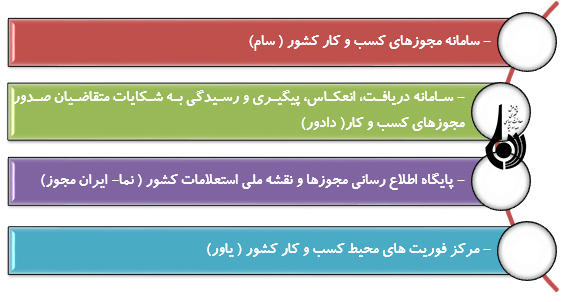 – سامانه مجوزهای کسب و کار کشور ( سام)
– سامانه دریافت، انعکاس، پیگیری و رسیدگی به شکایات متقاضیان صدور
مجوزهای کسب و کار( دادور)
– پایگاه اطلاع رسانی مجوزها و نقشه ملی استعلامات کشور ( نما- ایران مجوز)
– مرکز فوریت های محیط کسب و کار کشور ( یاور)